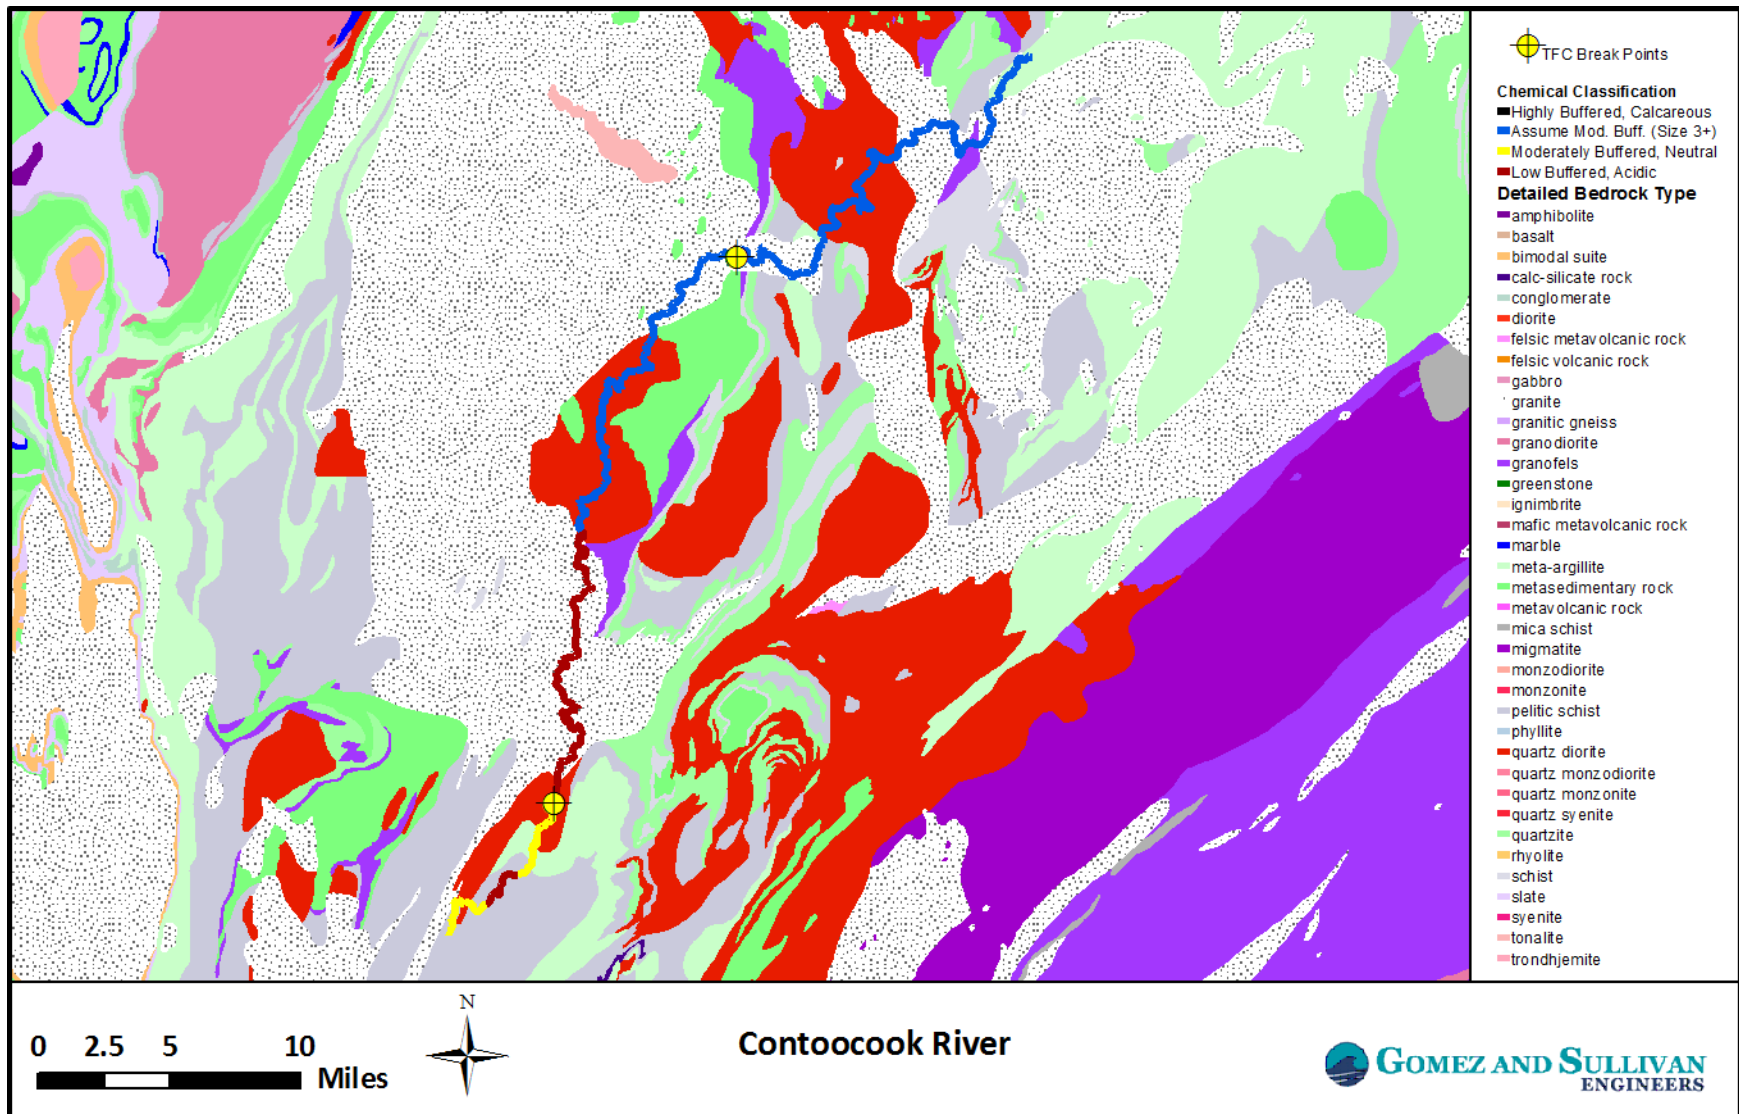 TFC Break Points
Chemical Classification
Highly Buffered, Calcareous
Assume Mod. Buff. (Size 3+)
Moderately Buffered, Neutral
Low Buffered, Acidic
Detailed Bedrock Type
amphibolite
basalt
bimodal suite
calc-silicate rock
conglomerate
diorite
felsic metavolcanic rock
felsic volcanic rock
gabbro
granite
granitic gneiss
granodiorite
granofels
greenstone
ignimbrite
mafic metavolcanic rock
marble
meta-argillite
metasedimentary rock
metavolcanic rock
mica schist
migmatite
monzodiorite
monzonite
pelitic schist
phyllite
quartz diorite
quartz monzodiorite
quartz monzonite
quartz syenite
quartzite
rhyolite
schist
slate
syenite
tonalite
trondhjemite
N
0 2.5 5 10
Miles
Contoocook River
GOMEZ AND SULLIVAN
ENGINEERS